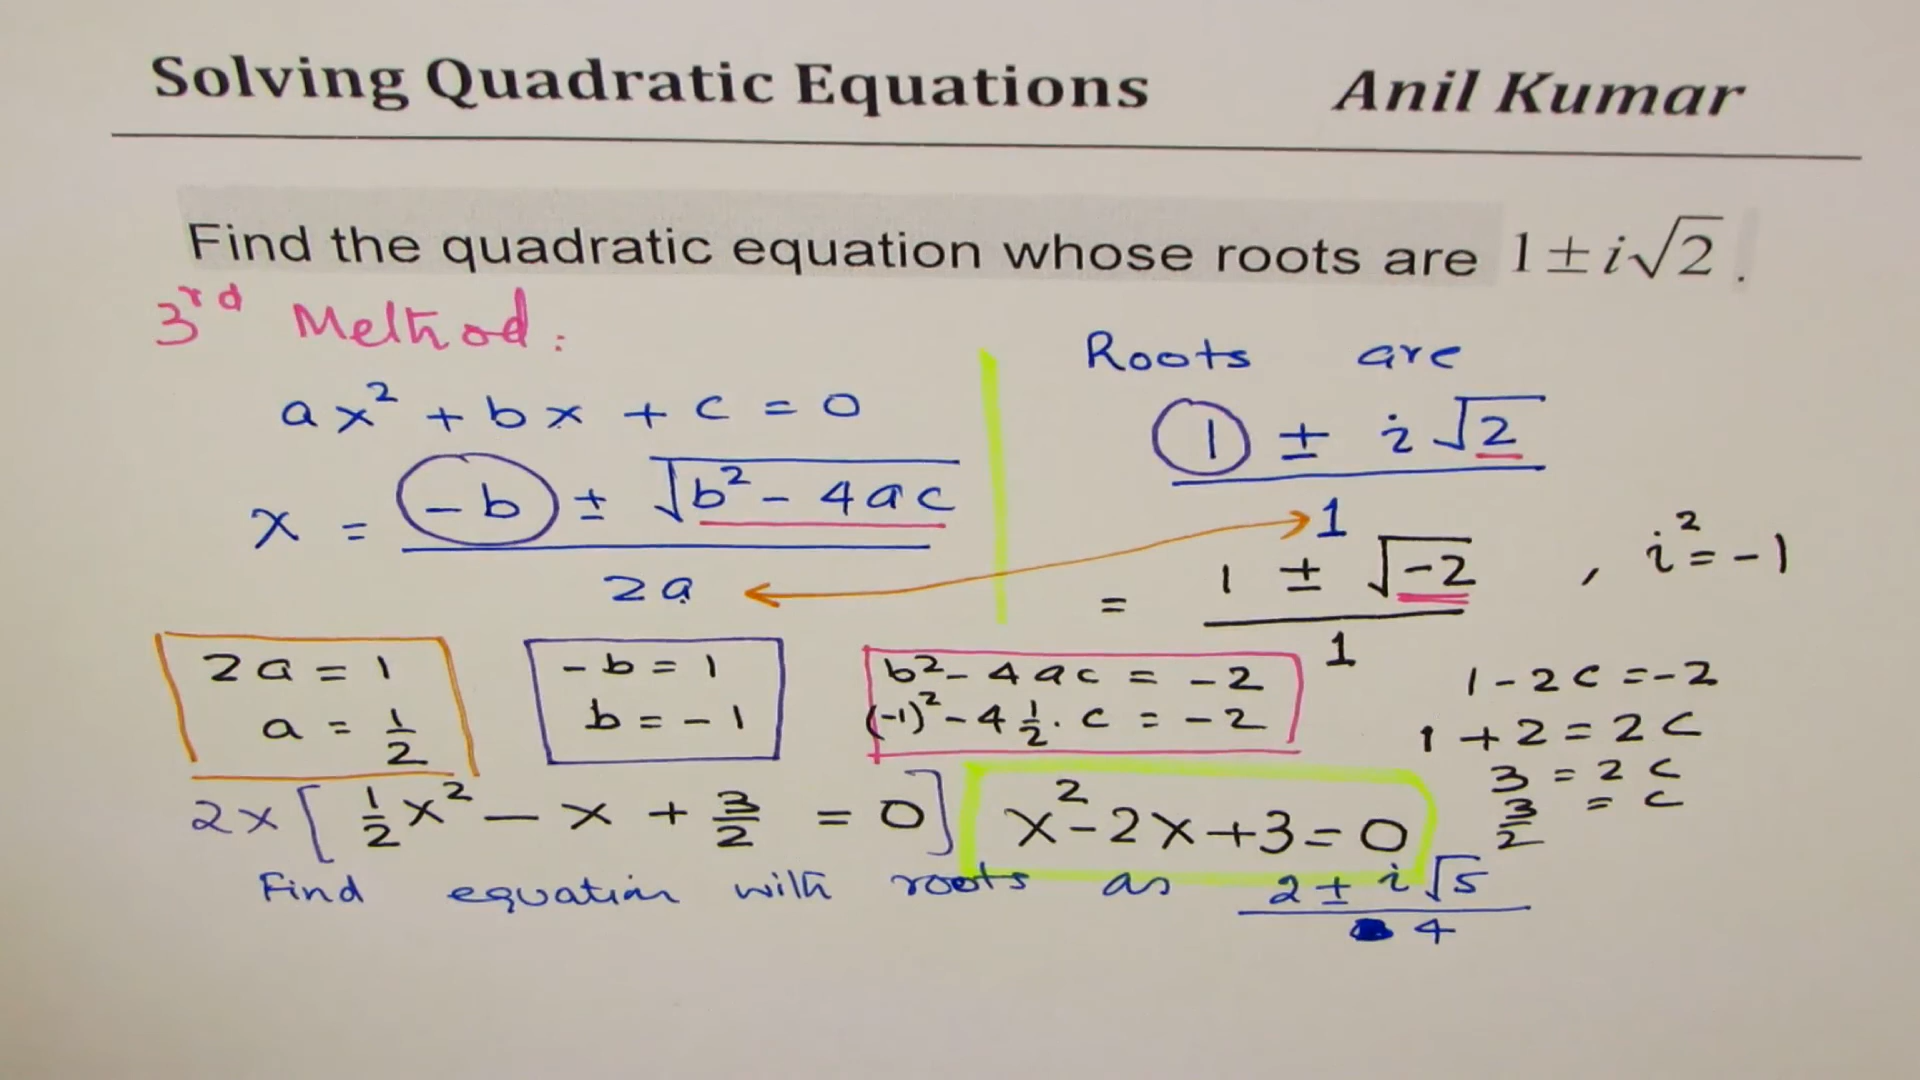 Solving Quadratic Equations Anil Kumar
Find the quadratic equation whose roots are 1 ± i√2 .
3rd Method:
ax² + bx + c = 0
x = (-b ± √(b² - 4ac)) / 2a
Roots are
(1 ± i√2) / 1
= (1 ± √-2) / 1 , i² = -1
2a = 1
a = 1/2
-b = 1
b = -1
b² - 4ac = -2
(-1)² - 4 1/2 . c = -2
1 - 2c = -2
1 + 2 = 2c
3 = 2c
3/2 = c
2x [ 1/2 x² - x + 3/2 = 0 ] x² - 2x + 3 = 0
Find equation with roots as (2 ± i√5) / 4